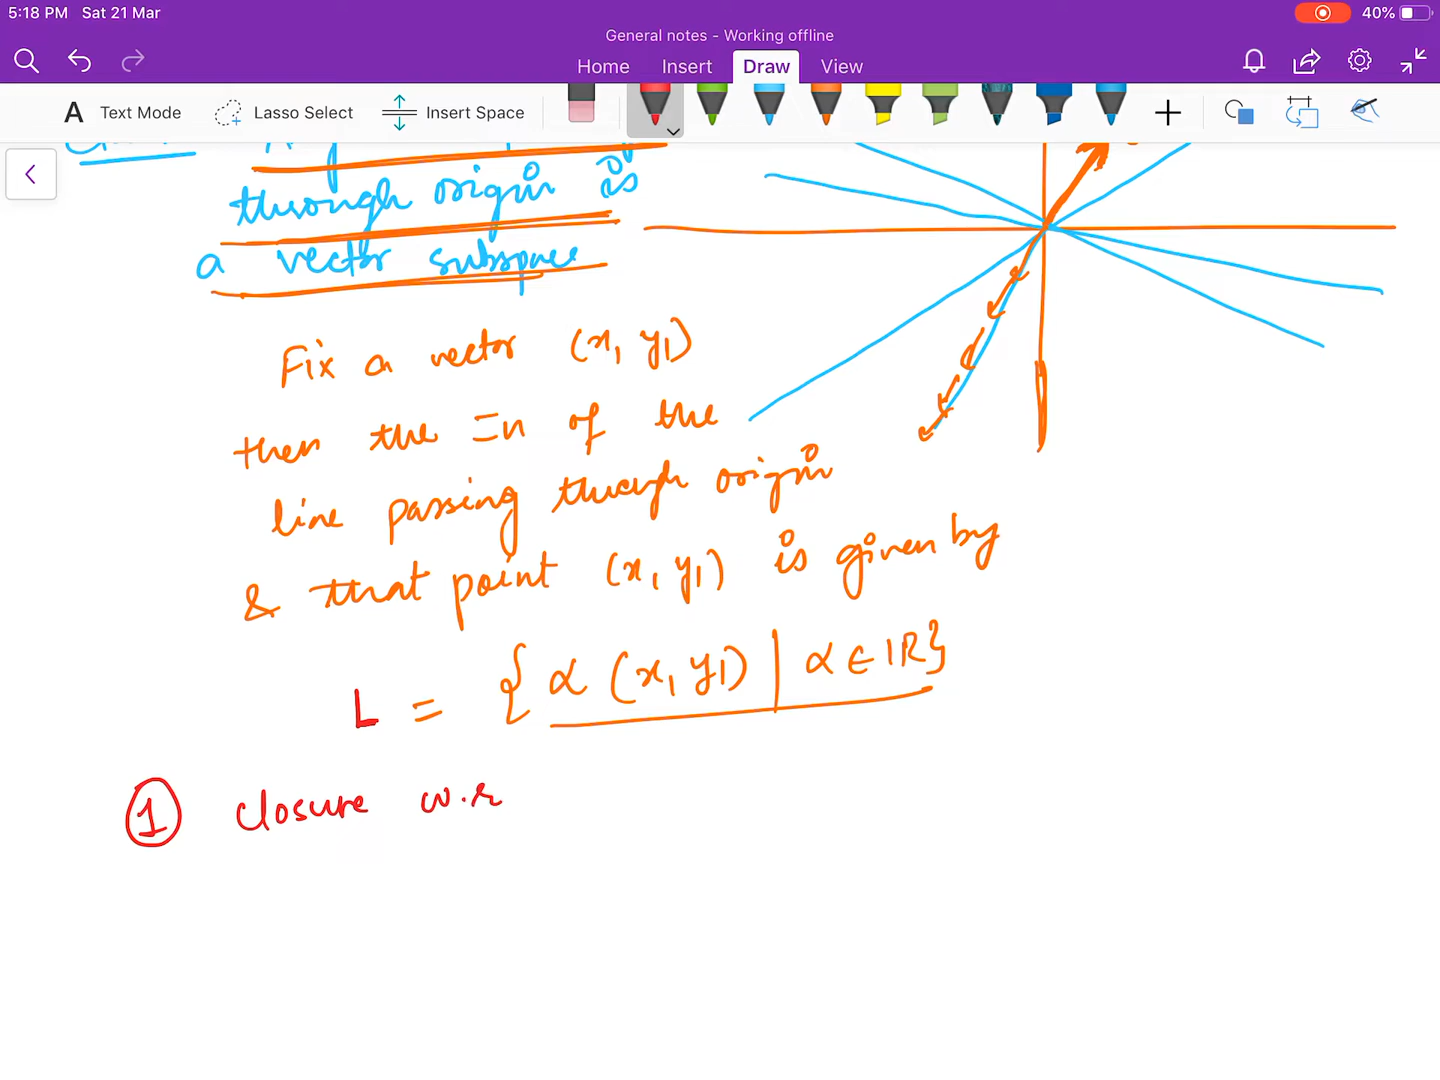 5:18 PM Sat 21 Mar
40%
General notes - Working offline
Home Insert Draw View
A Text Mode Lasso Select Insert Space
through origin is
a vector subspace
Fix a vector (x1 y1)
then the =n of the
line passing through origin
& that point (x1 y1) is given by
L = { α (x1 y1) | α ∈ IR}
1 closure w.r